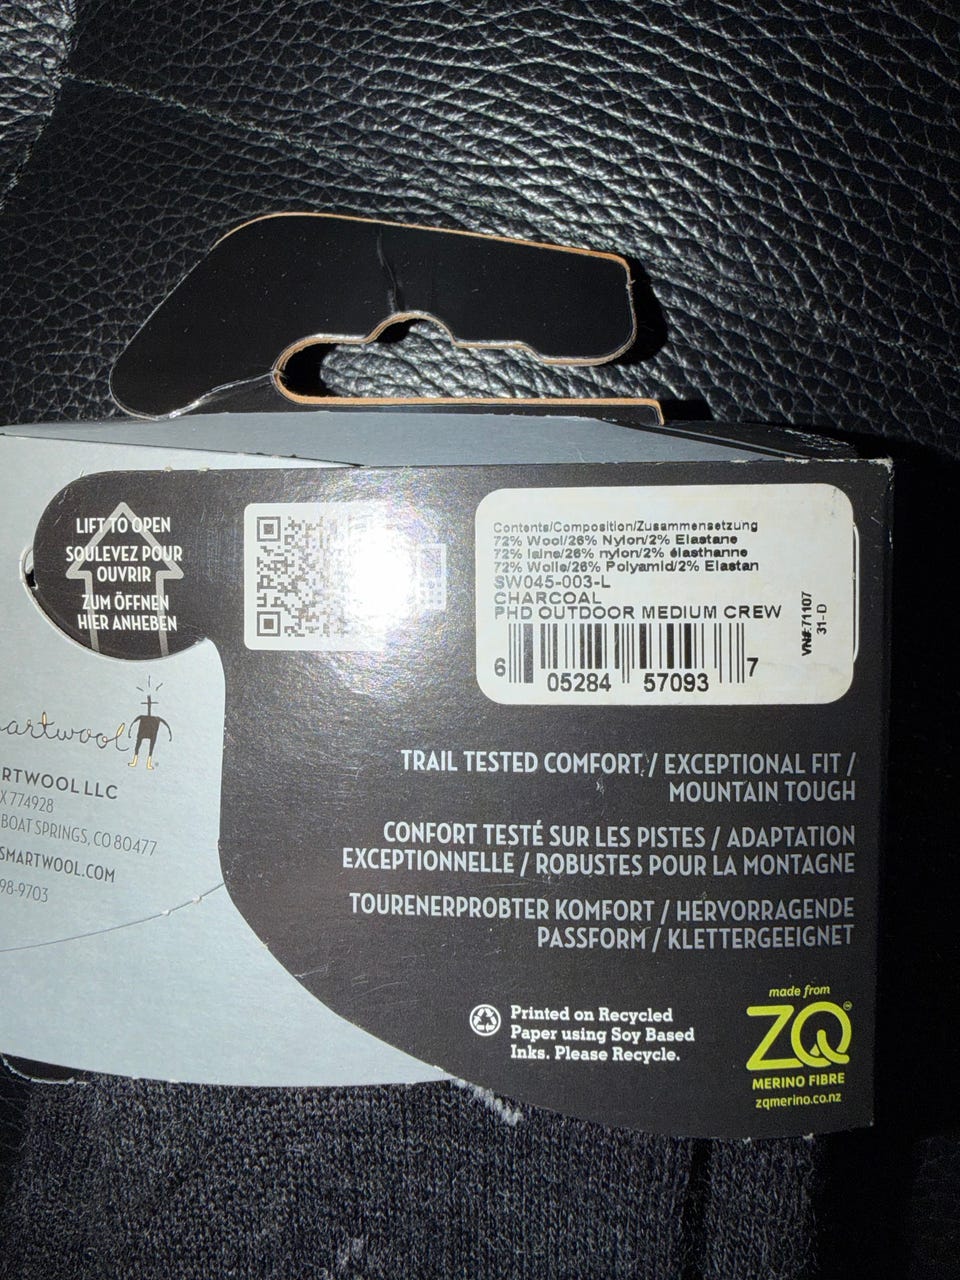 LIFT TO OPEN
SOULEVEZ POUR
OUVRIR
ZUM ÖFFNEN
HIER ANHEBEN
Contents/Composition/Zusammensetzung
72% Wool/26% Nylon/2% Elastane
72% laine/26% nylon/2% élasthanne
72% Wolle/26% Polyamid/2% Elastan
SW045-003-L
CHARCOAL
PHD OUTDOOR MEDIUM CREW
VN#:71107
31-D
6 05284 57093 7
artwool
RTWOOL LLC
X 774928
BOAT SPRINGS, CO 80477
SMARTWOOL.COM
98-9703
TRAIL TESTED COMFORT / EXCEPTIONAL FIT /
MOUNTAIN TOUGH
CONFORT TESTÉ SUR LES PISTES / ADAPTATION
EXCEPTIONNELLE / ROBUSTES POUR LA MONTAGNE
TOURENERPROBTER KOMFORT / HERVORRAGENDE
PASSFORM / KLETTERGEEIGNET
Printed on Recycled
Paper using Soy Based
Inks. Please Recycle.
made from
ZQ™
MERINO FIBRE
zqmerino.co.nz